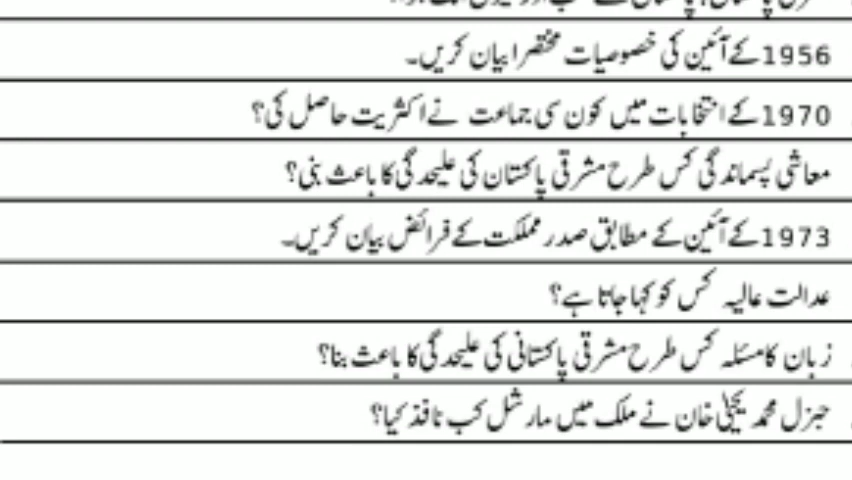 1956 کے آئین کی خصوصیات مختصرا بیان کریں۔
1970 کے انتخابات میں کون سی جماعت نے اکثریت حاصل کی؟
معاشی پسماندگی کس طرح مشرقی پاکستان کی علیحدگی کا باعث بنی؟
1973 کے آئین کے مطابق صدر مملکت کے فرائض بیان کریں۔
عدالت عالیہ کس کو کہا جاتا ہے؟
زبان کا مسئلہ کس طرح مشرقی پاکستانی کی علیحدگی کا باعث بنا؟
جنرل محمد یحییٰ خان نے ملک میں مارشل کب نافذ کیا؟